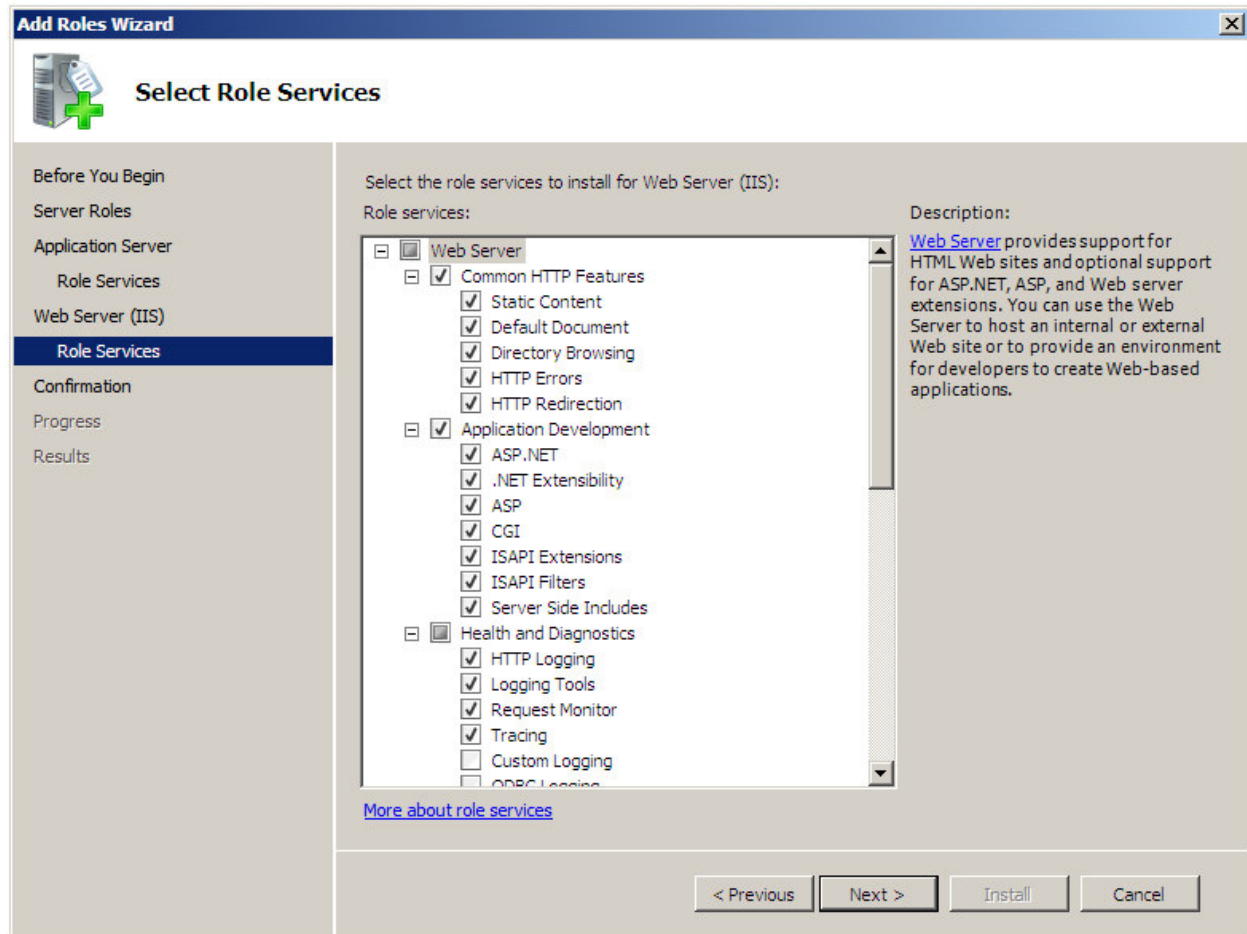 Add Roles Wizard
Select Role Services
Before You Begin
Server Roles
Application Server
Role Services
Web Server (IIS)
Role Services
Confirmation
Progress
Results
Select the role services to install for Web Server (IIS):
Role services:
Web Server
Common HTTP Features
Static Content
Default Document
Directory Browsing
HTTP Errors
HTTP Redirection
Application Development
ASP.NET
.NET Extensibility
ASP
CGI
ISAPI Extensions
ISAPI Filters
Server Side Includes
Health and Diagnostics
HTTP Logging
Logging Tools
Request Monitor
Tracing
Custom Logging
ODBC Logging
More about role services
Description:
Web Server provides support for
HTML Web sites and optional support
for ASP.NET, ASP, and Web server
extensions. You can use the Web
Server to host an internal or external
Web site or to provide an environment
for developers to create Web-based
applications.
< Previous
Next >
Install
Cancel